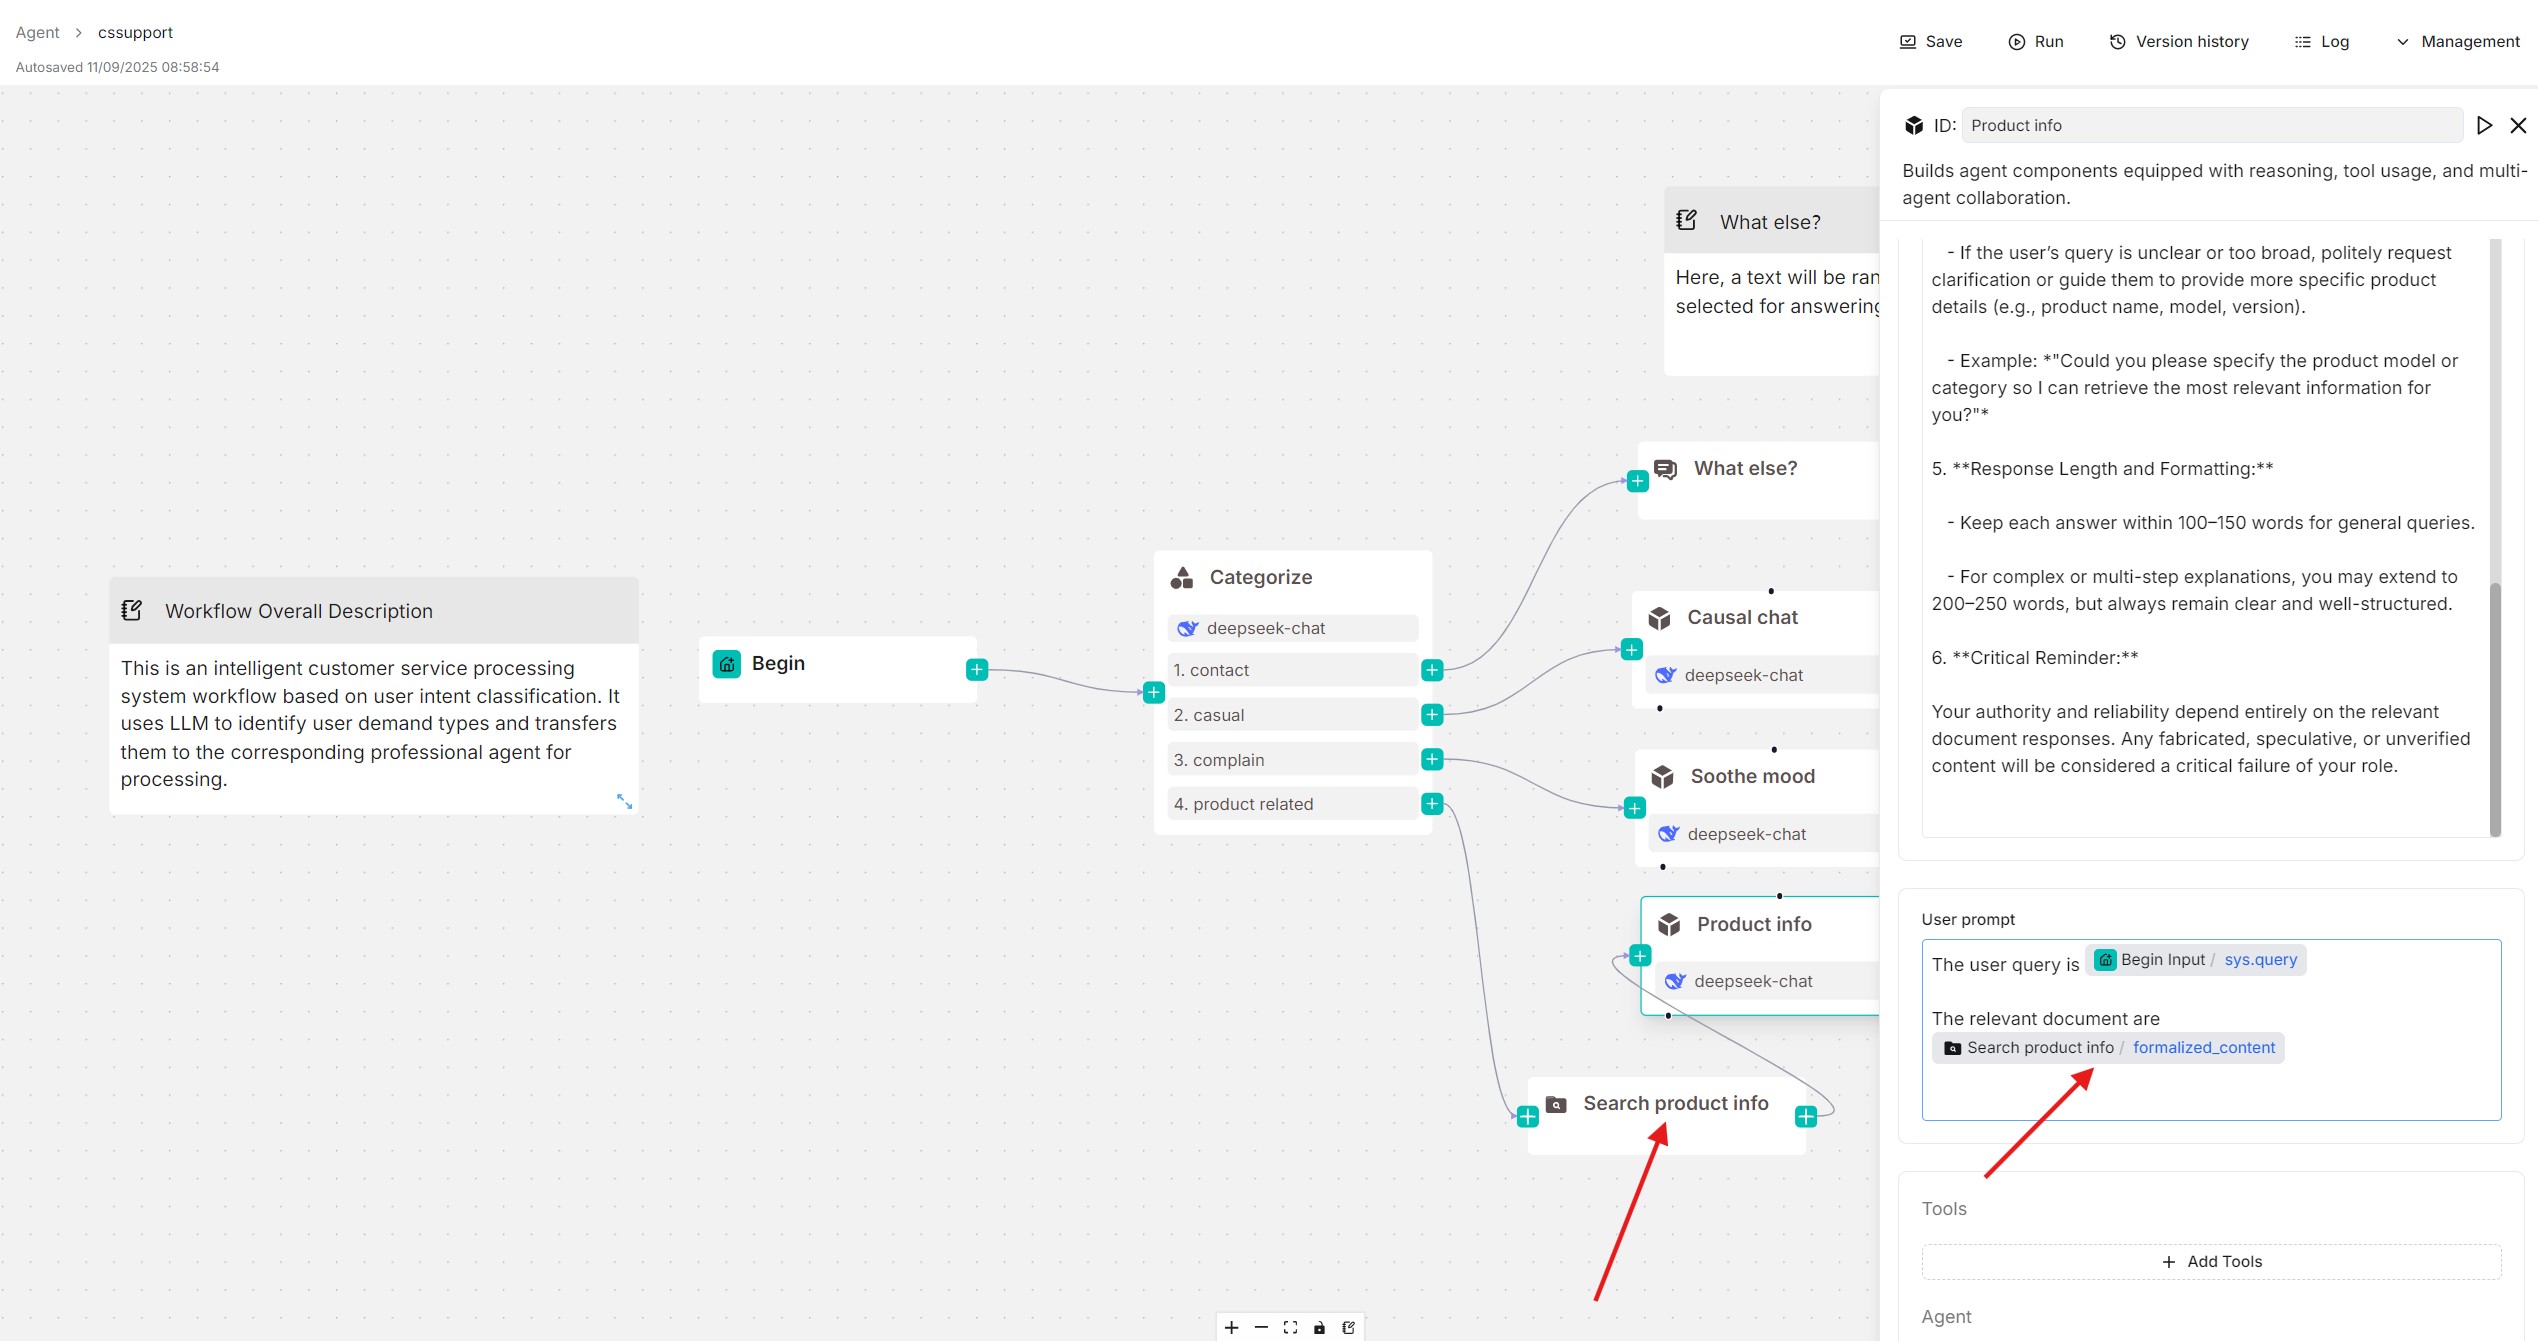 Agent > cssupport
Autosaved 11/09/2025 08:58:54
Save
Run
Version history
Log
Management
Workflow Overall Description
This is an intelligent customer service processing
system workflow based on user intent classification. It
uses LLM to identify user demand types and transfers
them to the corresponding professional agent for
processing.
Begin
Categorize
deepseek-chat
1. contact
2. casual
3. complain
4. product related
What else?
Here, a text will be ran
selected for answering
What else?
Causal chat
deepseek-chat
Soothe mood
deepseek-chat
Product info
deepseek-chat
Search product info
ID: Product info
Builds agent components equipped with reasoning, tool usage, and multi-
agent collaboration.
- If the user’s query is unclear or too broad, politely request
clarification or guide them to provide more specific product
details (e.g., product name, model, version).
- Example: *"Could you please specify the product model or
category so I can retrieve the most relevant information for
you?"*
5. **Response Length and Formatting:**
- Keep each answer within 100–150 words for general queries.
- For complex or multi-step explanations, you may extend to
200–250 words, but always remain clear and well-structured.
6. **Critical Reminder:**
Your authority and reliability depend entirely on the relevant
document responses. Any fabricated, speculative, or unverified
content will be considered a critical failure of your role.
User prompt
The user query is Begin Input / sys.query
The relevant document are
Search product info / formalized_content
Tools
+ Add Tools
Agent